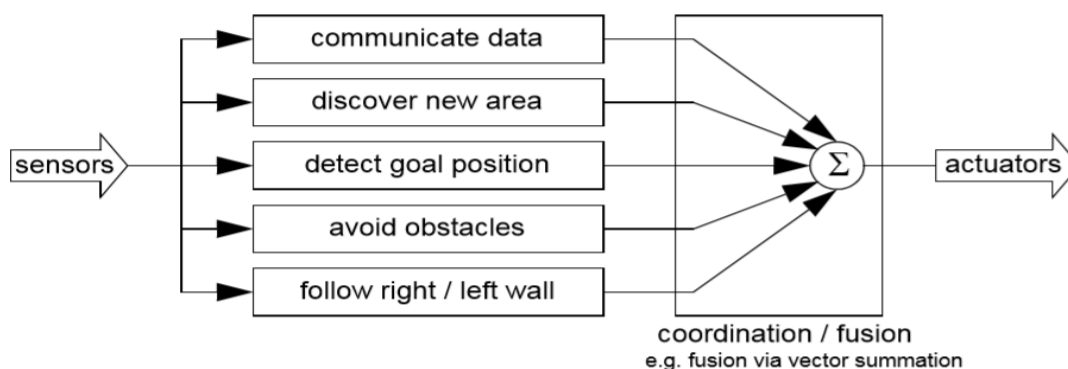 communicate data
discover new area
sensors
detect goal position
Σ
actuators
avoid obstacles
follow right / left wall
coordination / fusion
e.g. fusion via vector summation